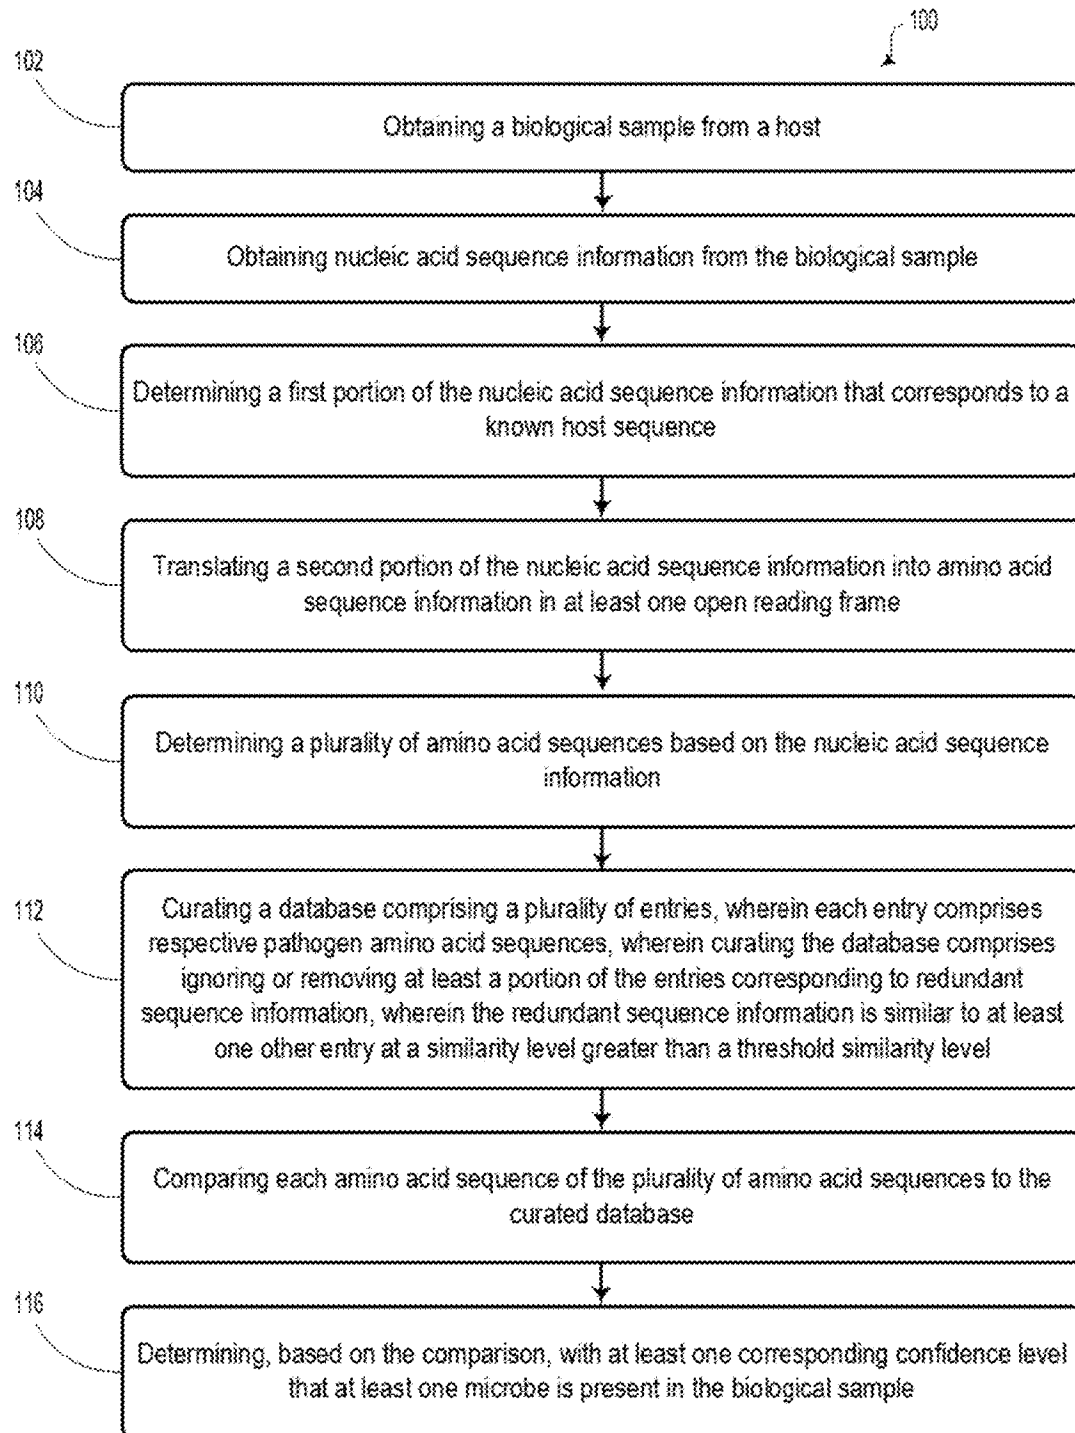 100
102
Obtaining a biological sample from a host
104
Obtaining nucleic acid sequence information from the biological sample
106
Determining a first portion of the nucleic acid sequence information that corresponds to a
known host sequence
108
Translating a second portion of the nucleic acid sequence information into amino acid
sequence information in at least one open reading frame
110
Determining a plurality of amino acid sequences based on the nucleic acid sequence
information
112
Curating a database comprising a plurality of entries, wherein each entry comprises
respective pathogen amino acid sequences, wherein curating the database comprises
ignoring or removing at least a portion of the entries corresponding to redundant
sequence information, wherein the redundant sequence information is similar to at least
one other entry at a similarity level greater than a threshold similarity level
114
Comparing each amino acid sequence of the plurality of amino acid sequences to the
curated database
116
Determining, based on the comparison, with at least one corresponding confidence level
that at least one microbe is present in the biological sample